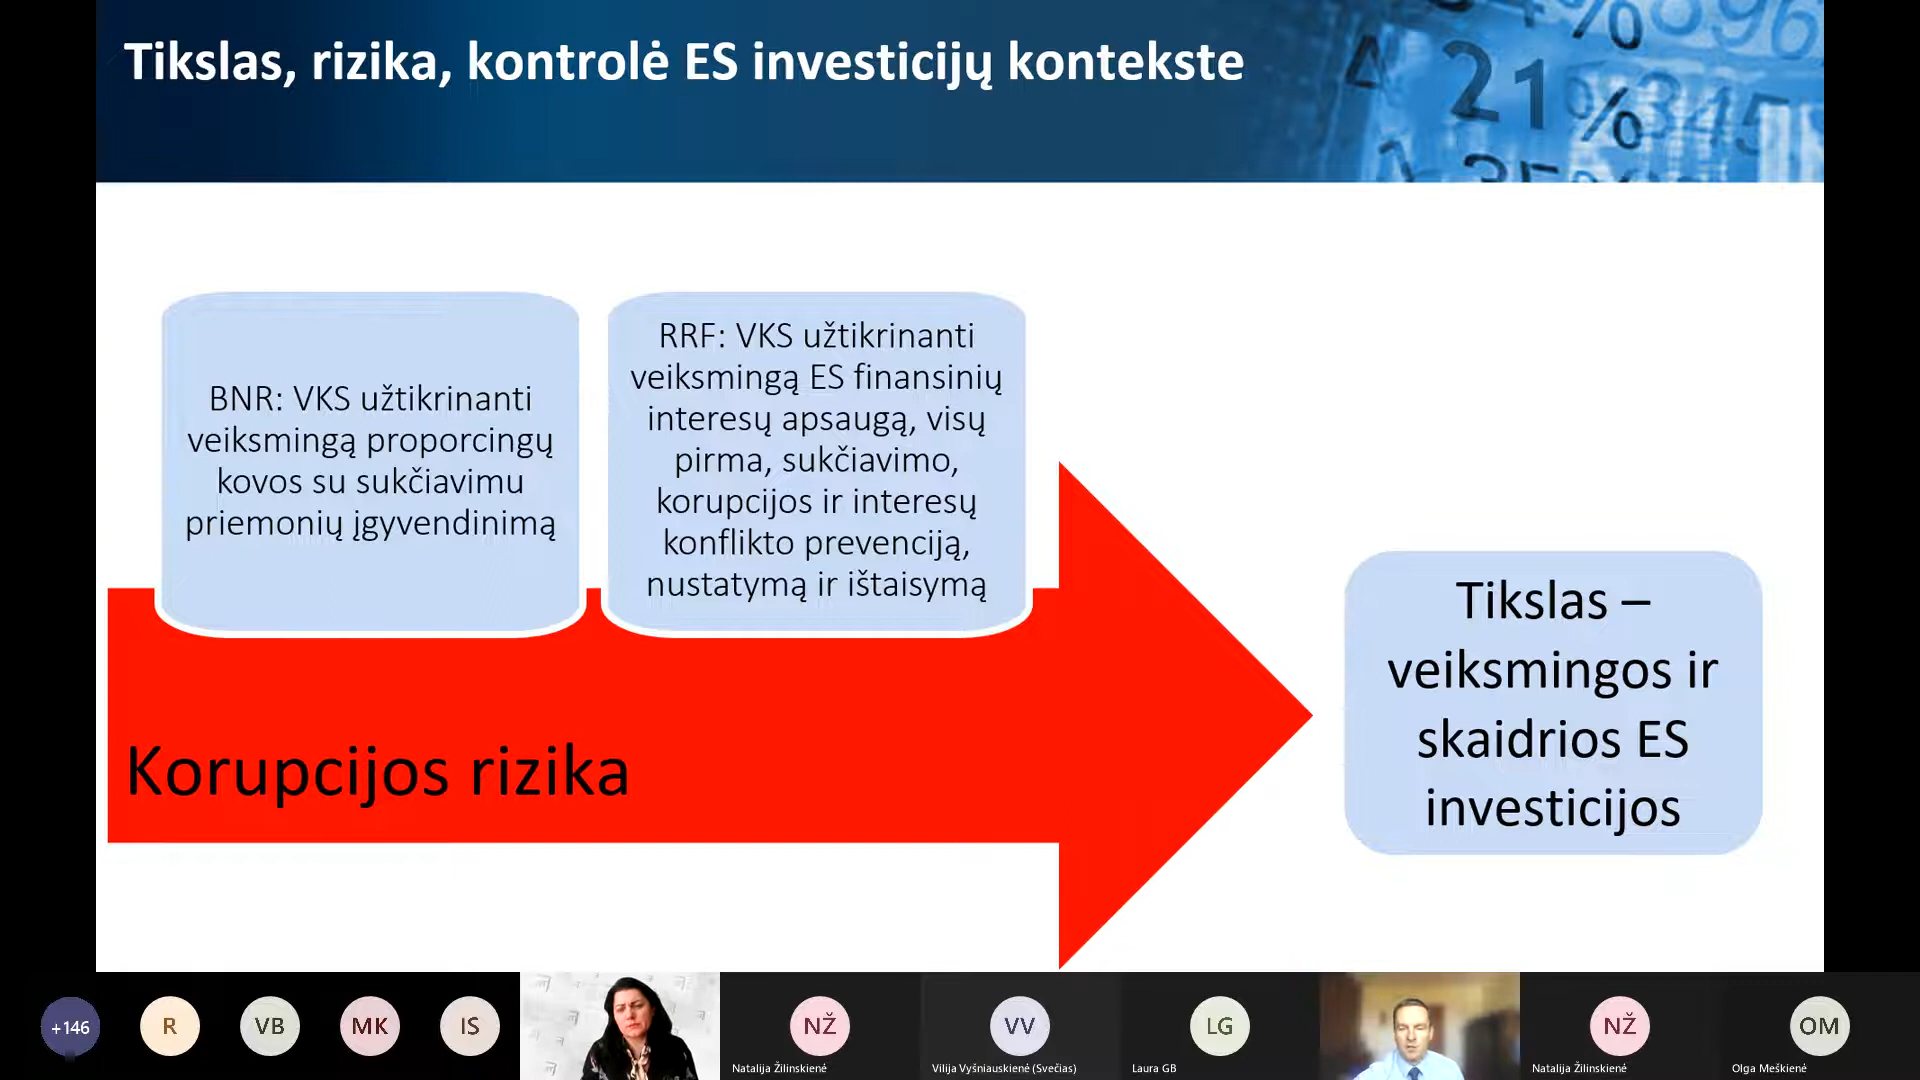 Tikslas, rizika, kontrolė ES investicijų kontekste
21
%
BNR: VKS užtikrinanti
veiksmingą proporcingų
kovos su sukčiavimu
priemonių įgyvendinimą
RRF: VKS užtikrinanti
veiksmingą ES finansinių
interesų apsaugą, visų
pirma, sukčiavimo,
korupcijos ir interesų
konflikto prevenciją,
nustatymą ir ištaisymą
Korupcijos rizika
Tikslas –
veiksmingos ir
skaidrios ES
investicijos
+146
R
VB
MK
IS
NŽ
Natalija Žilinskienė
VV
Vilija Vyšniauskienė (Svečias)
LG
Laura GB
NŽ
Natalija Žilinskienė
OM
Olga Meškienė